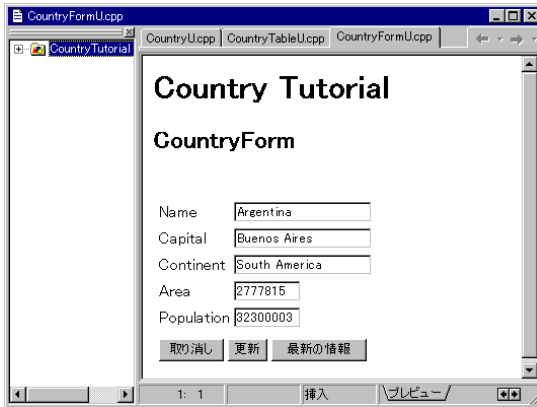 CountryFormU.cpp
CountryTutorial
CountryU.cpp CountryTableU.cpp CountryFormU.cpp
Country Tutorial
CountryForm
Name Argentina
Capital Buenos Aires
Continent South America
Area 2777815
Population 32300003
取り消し 更新 最新の情報
1: 1 挿入 プレビュー